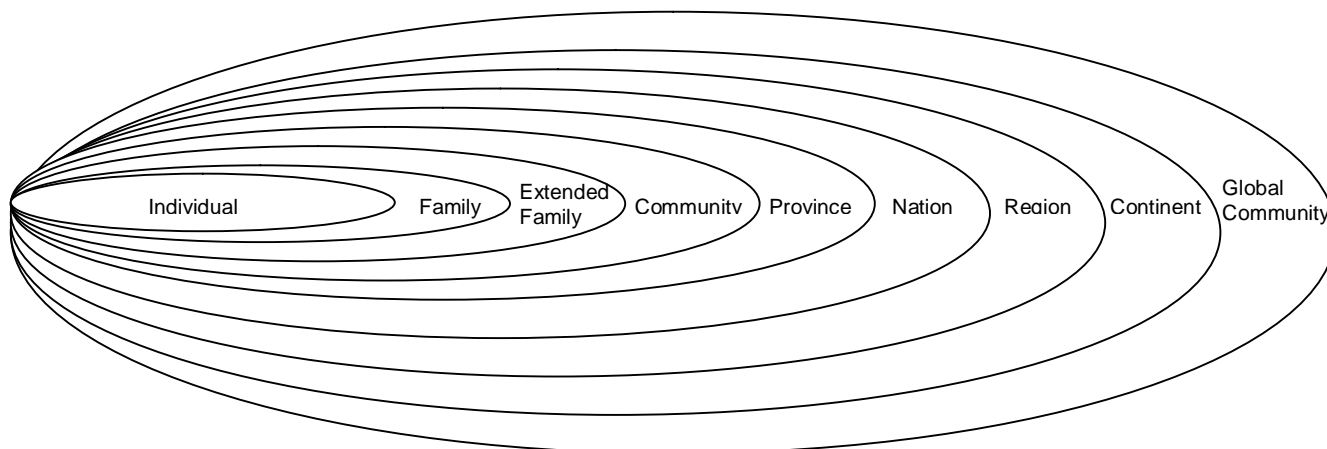 Individual
Family
Extended
Family
Community
Province
Nation
Region
Continent
Global
Community